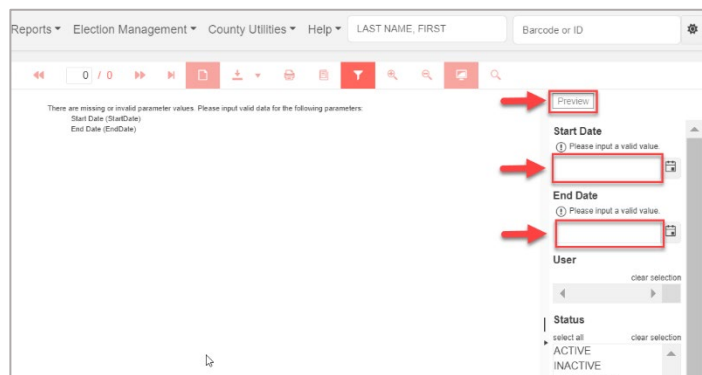 Reports Election Management County Utilities Help LAST NAME, FIRST Barcode or ID
0 / 0
There are missing or invalid parameter values. Please input valid data for the following parameters:
Start Date (StartDate)
End Date (EndDate)
Preview
Start Date
Please input a valid value.
End Date
Please input a valid value.
User
clear selection
Status
select all clear selection
ACTIVE
INACTIVE